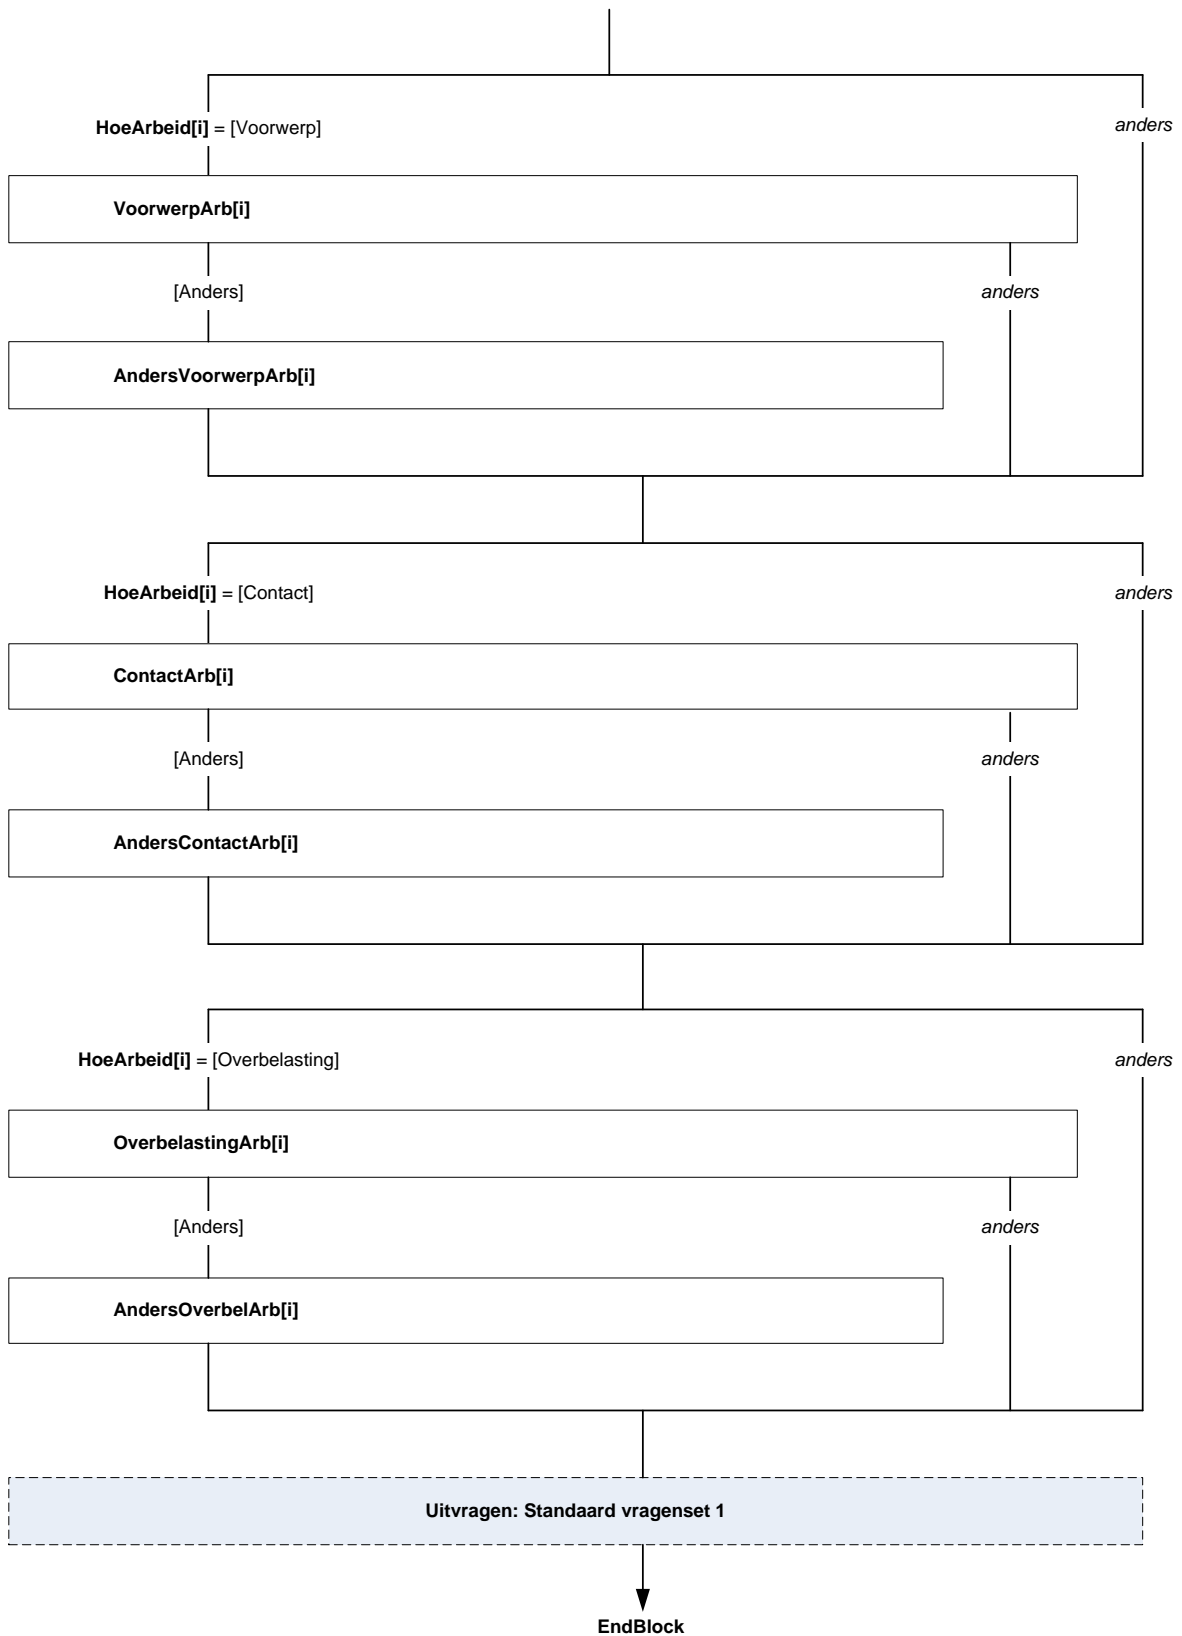 HoeArbeid[i] = [Voorwerp]
anders
VoorwerpArb[i]
[Anders]
anders
AndersVoorwerpArb[i]
HoeArbeid[i] = [Contact]
anders
ContactArb[i]
[Anders]
anders
AndersContactArb[i]
HoeArbeid[i] = [Overbelasting]
anders
OverbelastingArb[i]
[Anders]
anders
AndersOverbelArb[i]
Uitvragen: Standaard vragenset 1
EndBlock